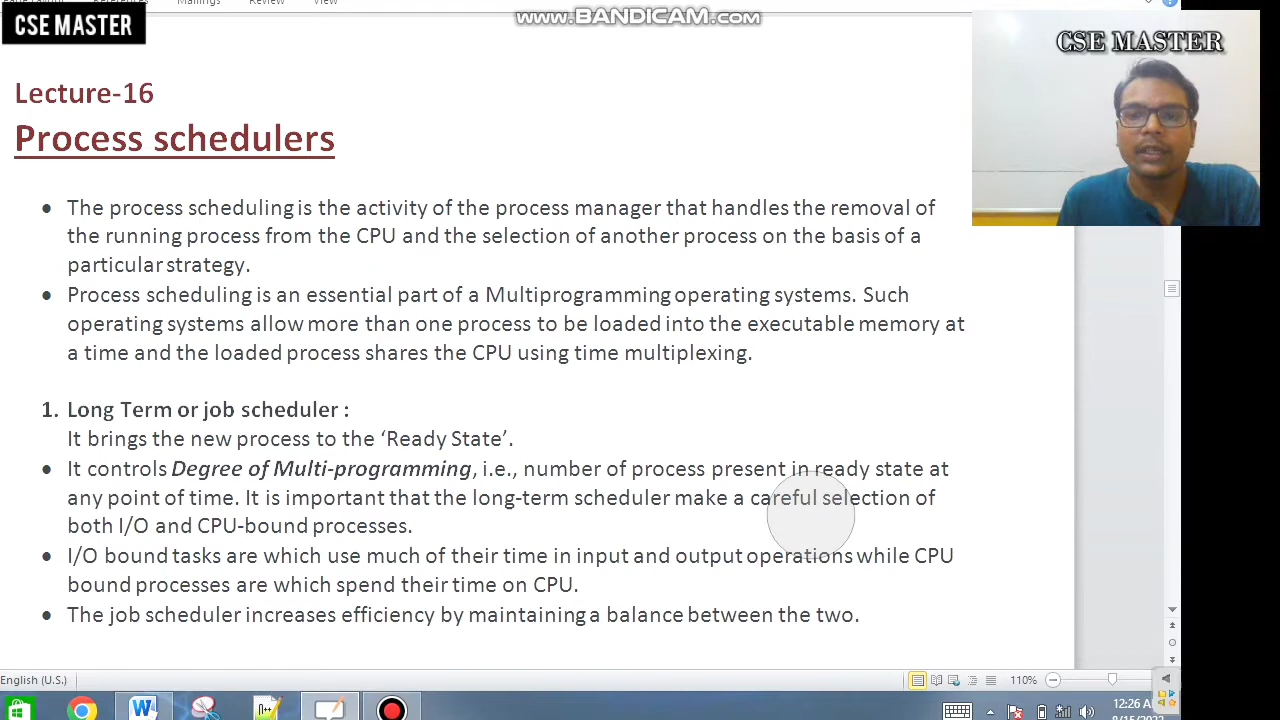 Mailings Review View
WWW.BANDICAM.COM
CSE MASTER
CSE MASTER
Lecture-16
Process schedulers
• The process scheduling is the activity of the process manager that handles the removal of
the running process from the CPU and the selection of another process on the basis of a
particular strategy.
• Process scheduling is an essential part of a Multiprogramming operating systems. Such
operating systems allow more than one process to be loaded into the executable memory at
a time and the loaded process shares the CPU using time multiplexing.
1. Long Term or job scheduler :
It brings the new process to the ‘Ready State’.
• It controls Degree of Multi-programming, i.e., number of process present in ready state at
any point of time. It is important that the long-term scheduler make a careful selection of
both I/O and CPU-bound processes.
• I/O bound tasks are which use much of their time in input and output operations while CPU
bound processes are which spend their time on CPU.
• The job scheduler increases efficiency by maintaining a balance between the two.
English (U.S.)
110%
12:26